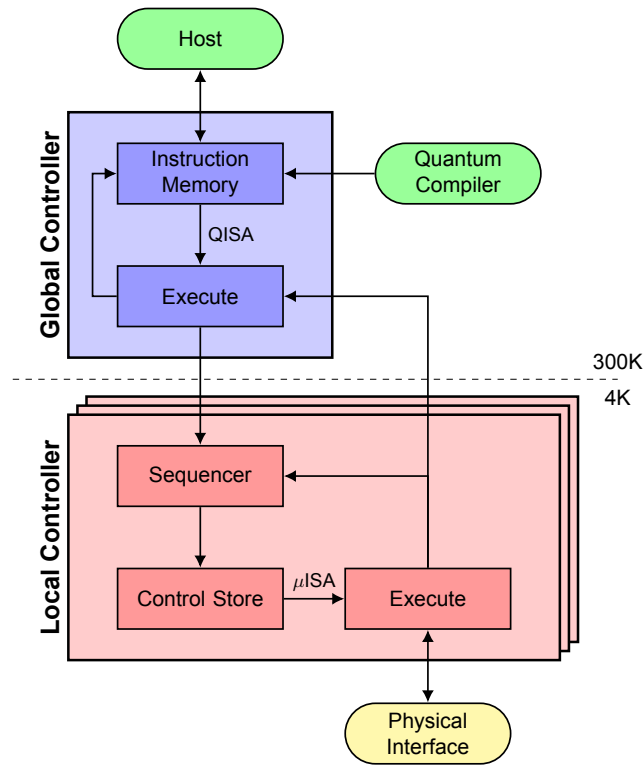 Host
Global Controller
Instruction
Memory
Quantum
Compiler
QISA
Execute
300K
4K
Local Controller
Sequencer
Control Store
μISA
Execute
Physical
Interface